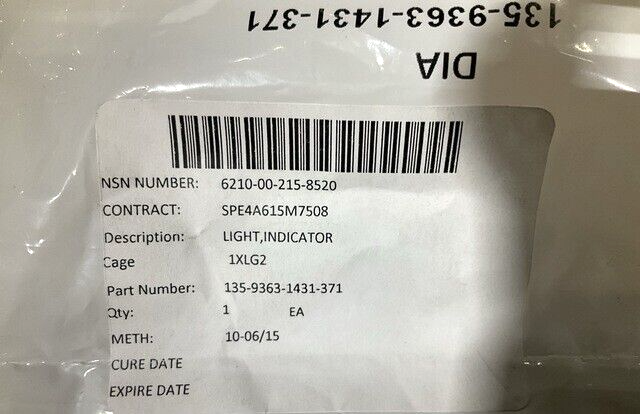 135-9363-1431-371
DIA
NSN NUMBER: 6210-00-215-8520
CONTRACT: SPE4A615M7508
Description: LIGHT,INDICATOR
Cage 1XLG2
Part Number: 135-9363-1431-371
Qty: 1 EA
METH: 10-06/15
CURE DATE
EXPIRE DATE